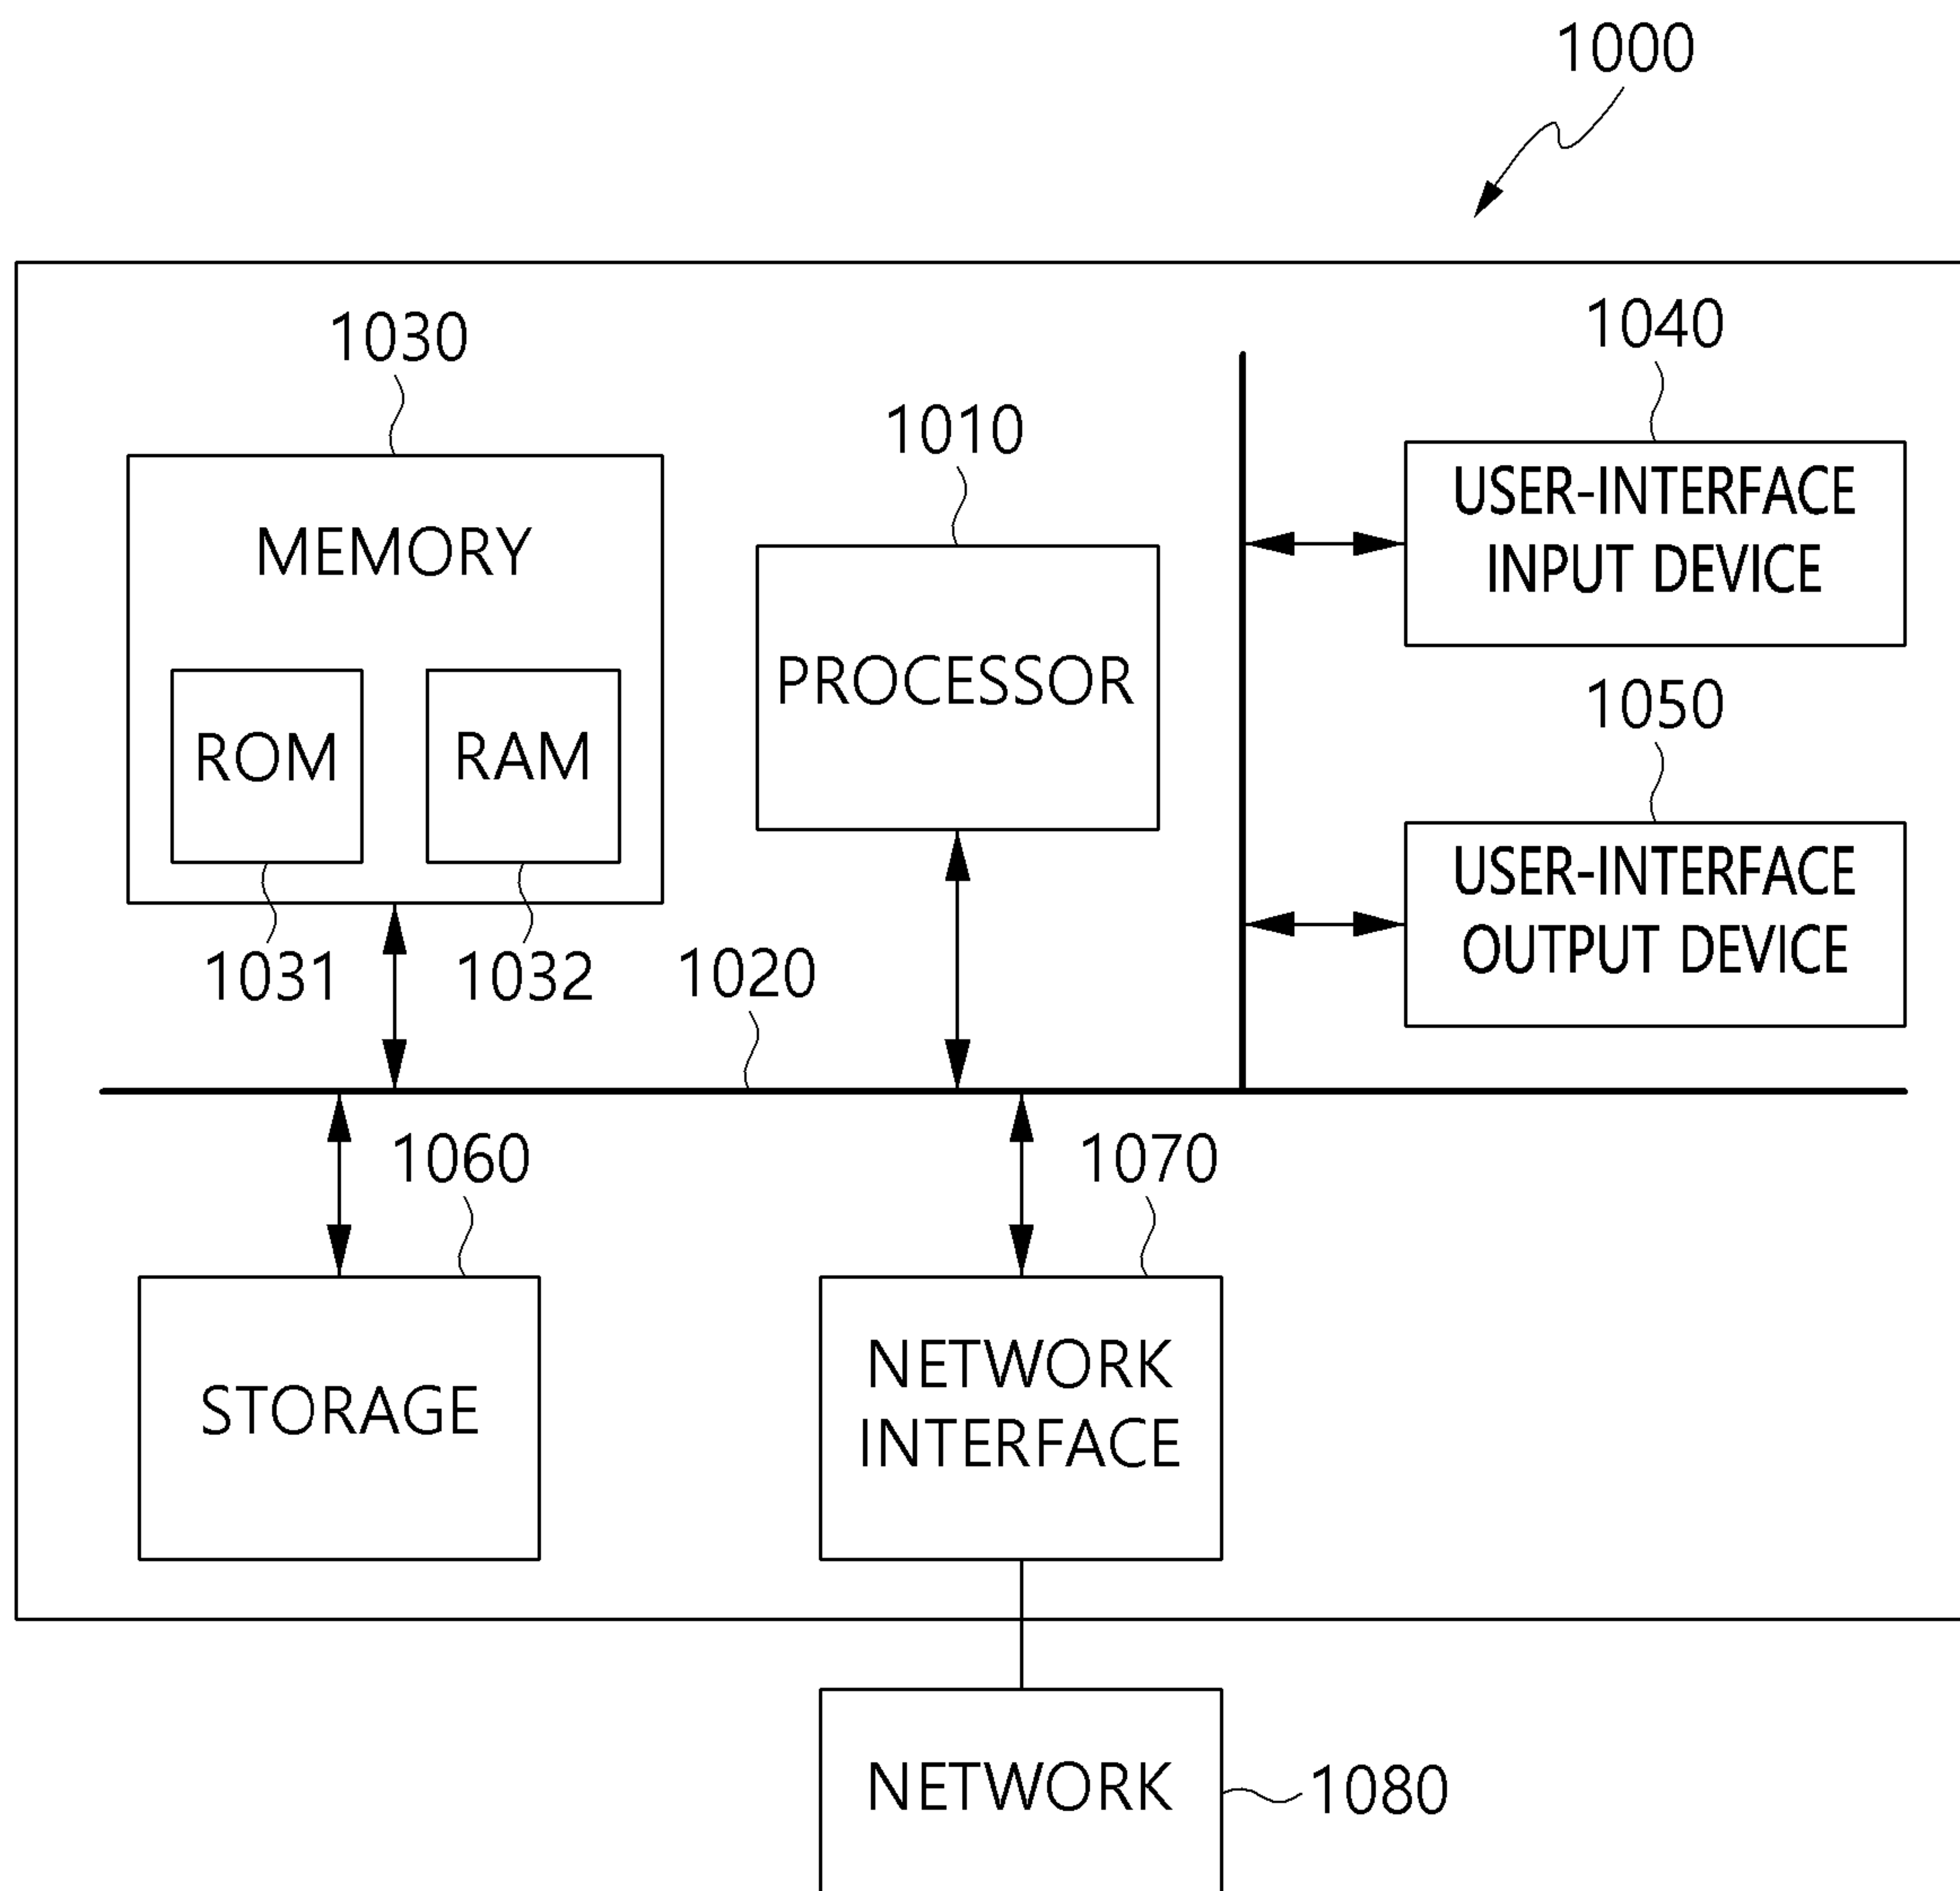 1000
1030
1040
1010
USER-INTERFACE
INPUT DEVICE
MEMORY
PROCESSOR
ROM
RAM
1050
USER-INTERFACE
OUTPUT DEVICE
1031
1032
1020
1060
1070
STORAGE
NETWORK
INTERFACE
NETWORK
1080